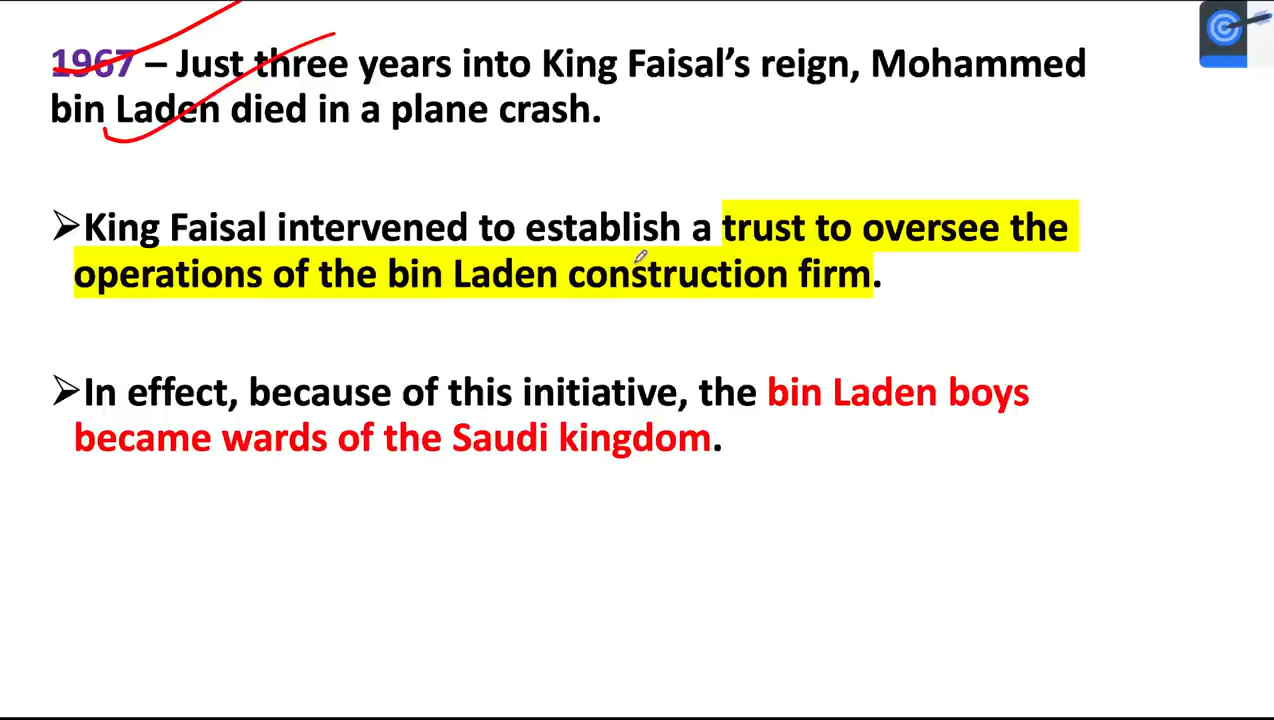 1967 – Just three years into King Faisal’s reign, Mohammed
bin Laden died in a plane crash.
➢King Faisal intervened to establish a trust to oversee the
operations of the bin Laden construction firm.
➢In effect, because of this initiative, the bin Laden boys
became wards of the Saudi kingdom.